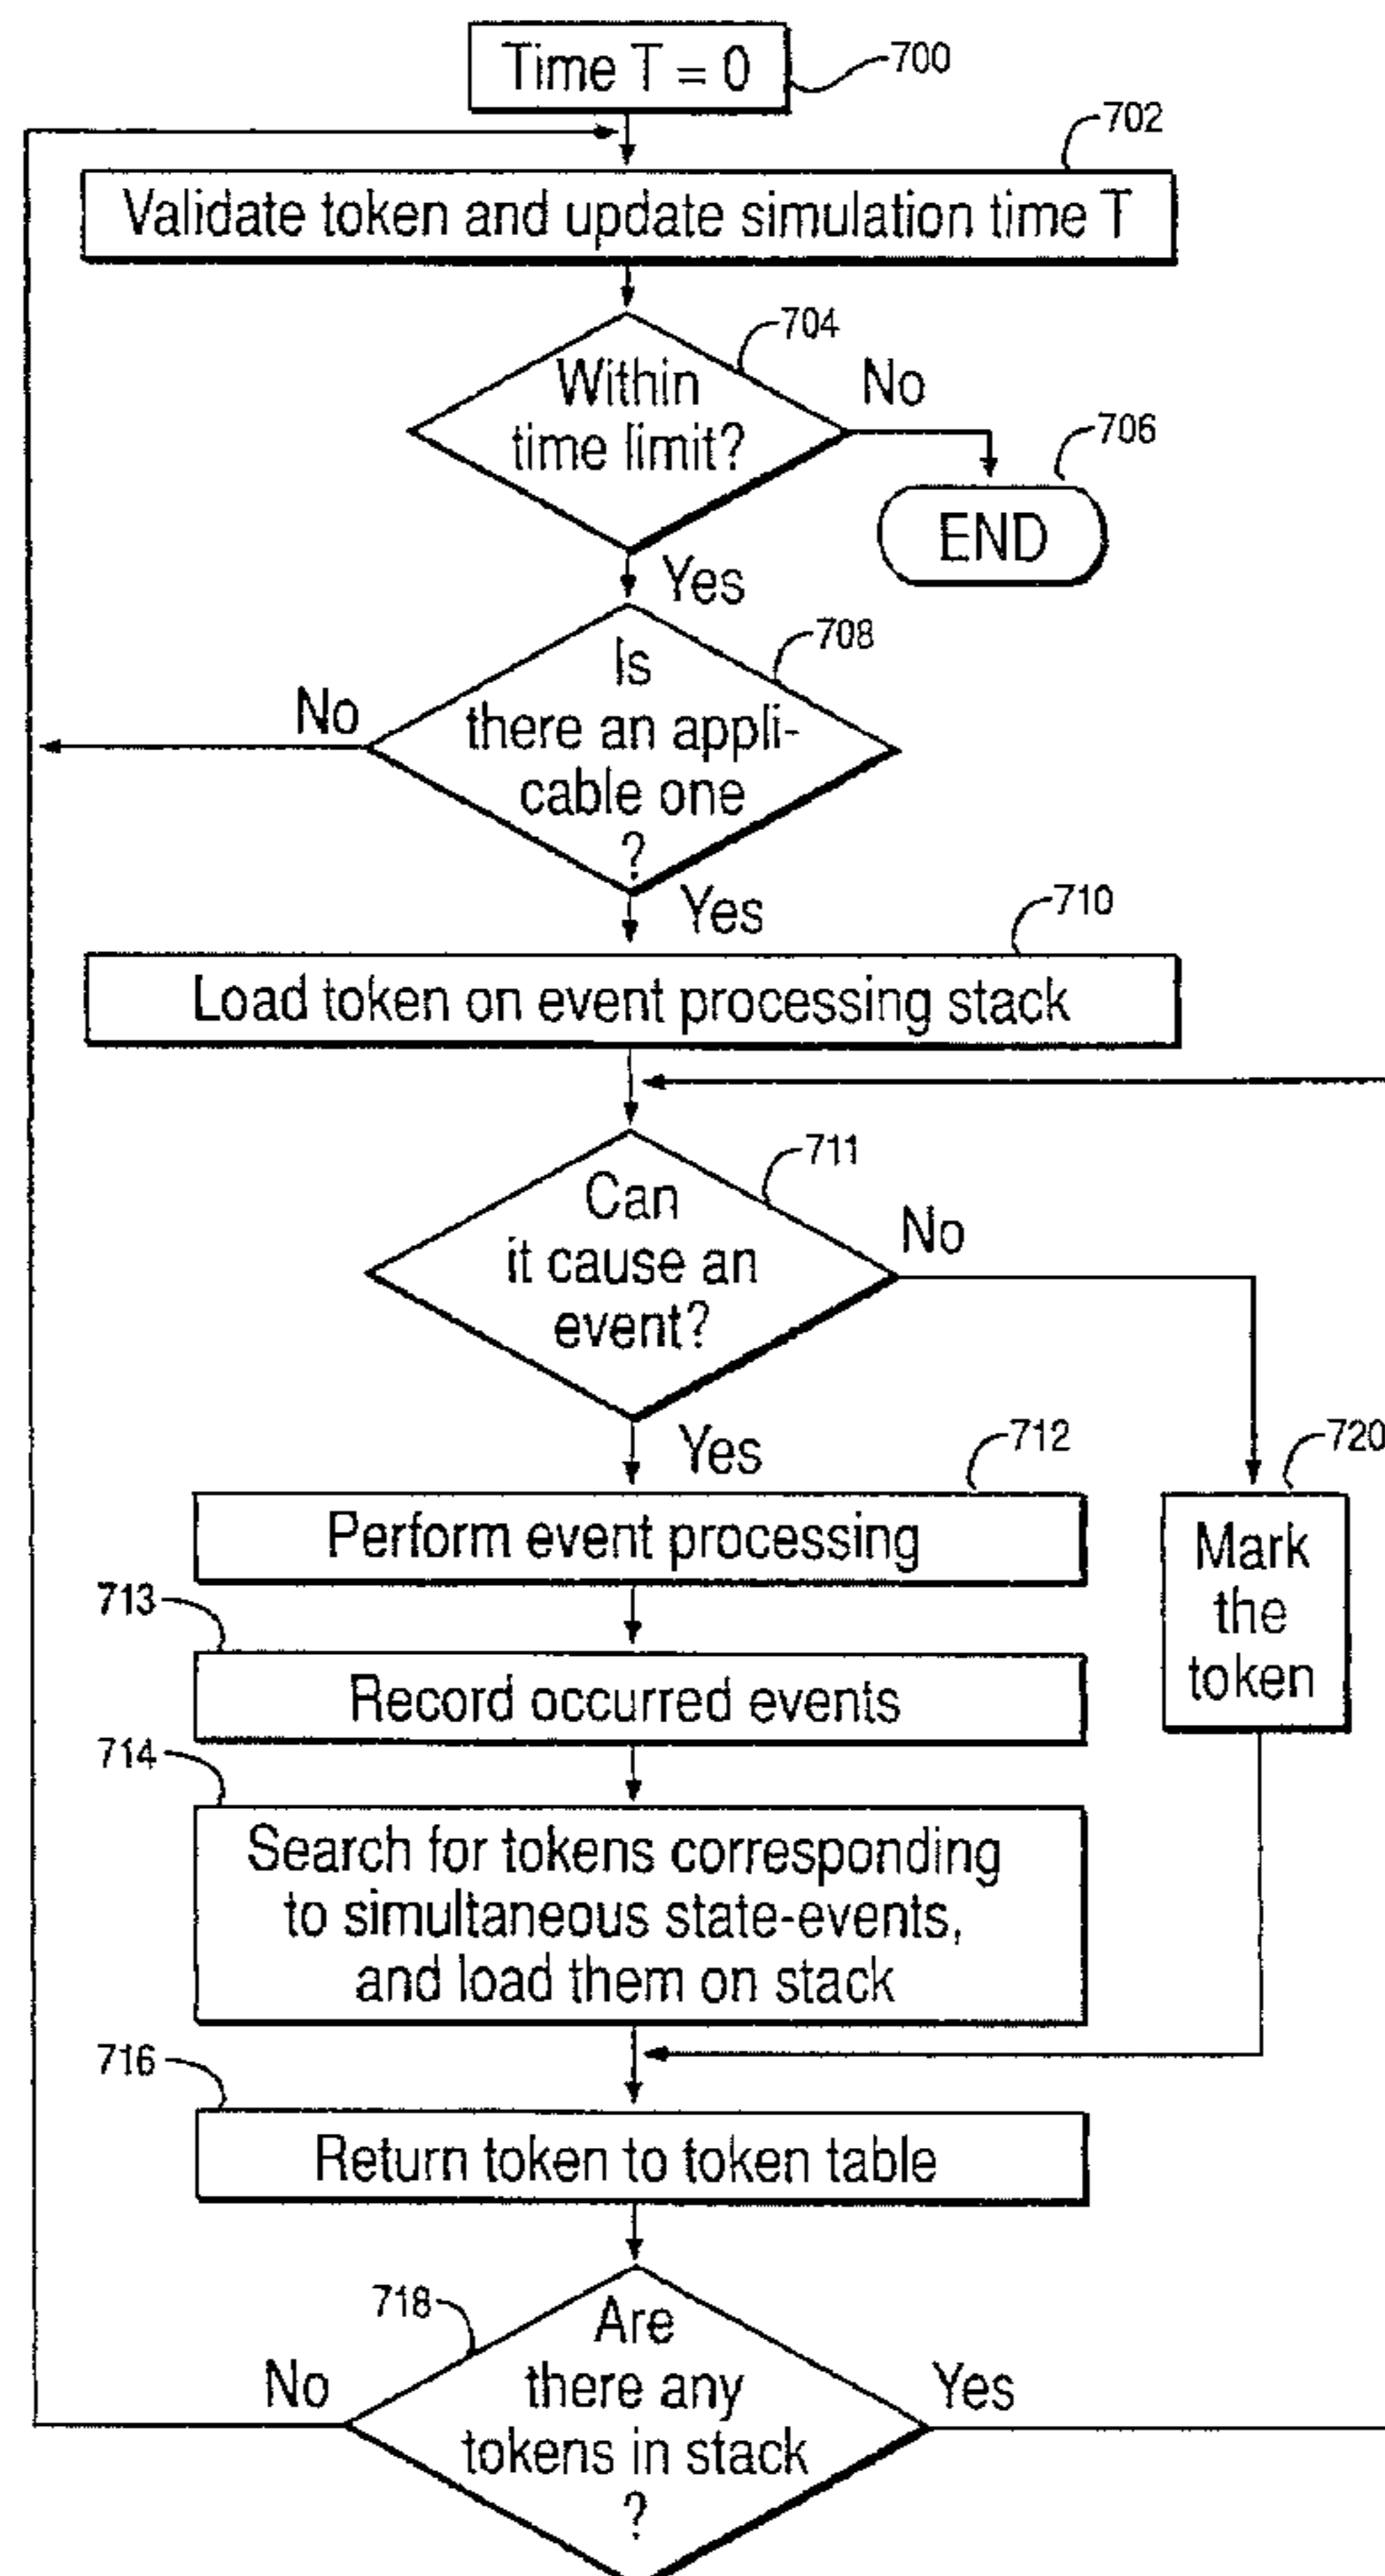 Time T = 0
700
702
Validate token and update simulation time T
704
Within
time limit?
No
706
END
Yes
708
Is
there an appli-
cable one
?
No
Yes
710
Load token on event processing stack
711
Can
it cause an
event?
No
Yes
712
720
Perform event processing
Mark
the
token
713
Record occurred events
714
Search for tokens corresponding
to simultaneous state-events,
and load them on stack
716
Return token to token table
718
Are
there any
tokens in stack
?
No
Yes